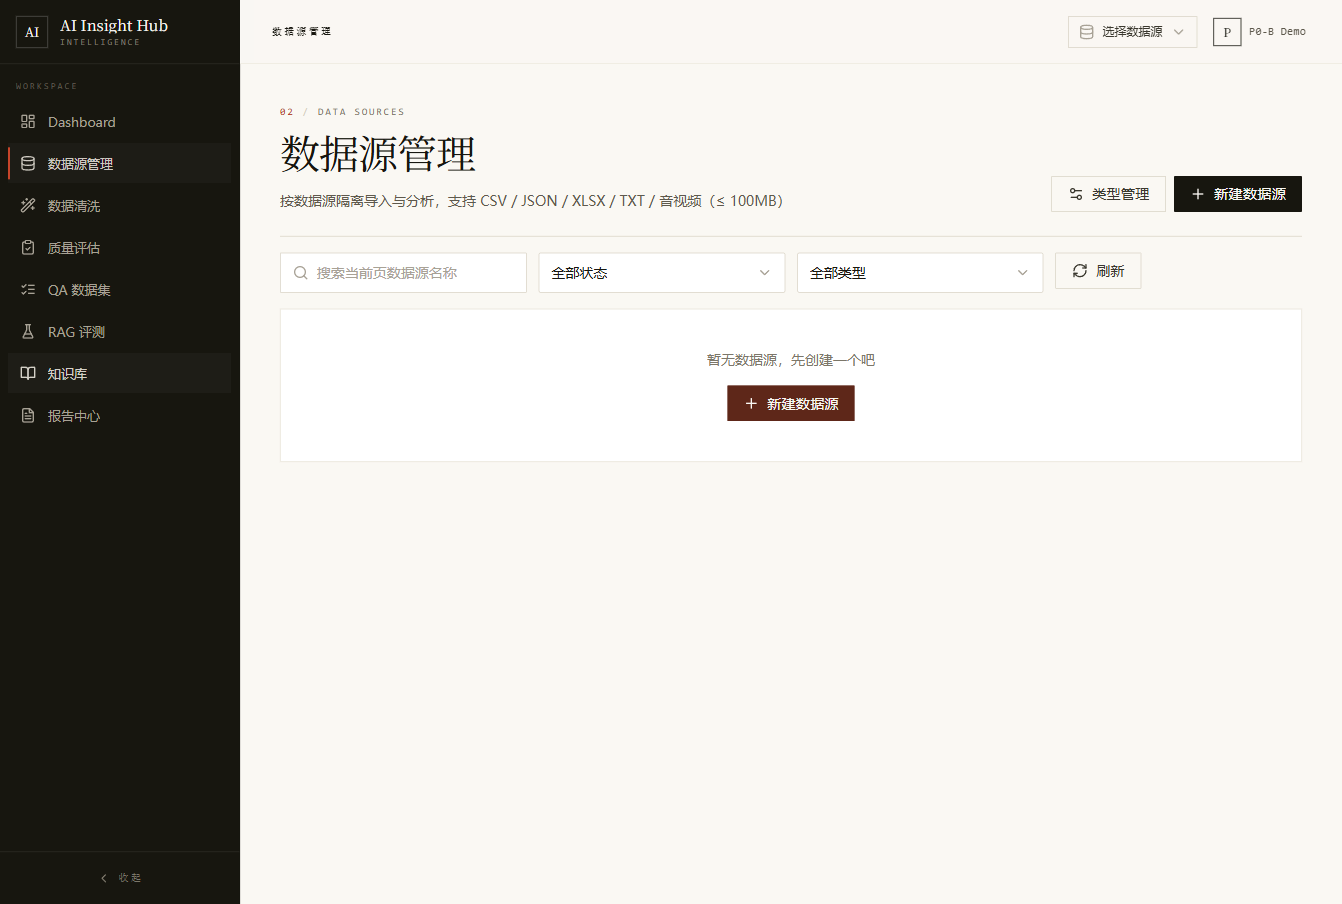 AI
AI Insight Hub
INTELLIGENCE
WORKSPACE
Dashboard
数据源管理
数据清洗
质量评估
QA 数据集
RAG 评测
知识库
报告中心
收起
数据源管理
选择数据源
P
P0-B Demo
02 / DATA SOURCES
数据源管理
按数据源隔离导入与分析，支持 CSV / JSON / XLSX / TXT / 音视频（≤ 100MB）
类型管理
新建数据源
搜索当前页数据源名称
全部状态
全部类型
刷新
暂无数据源，先创建一个吧
新建数据源